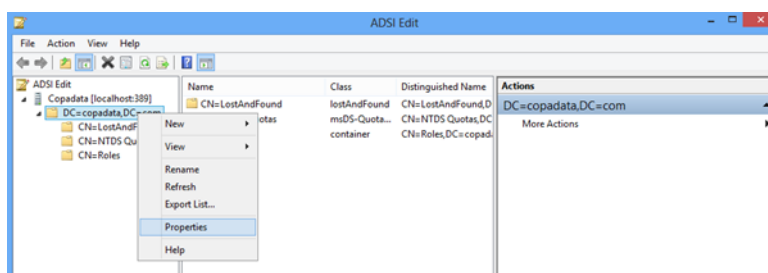 ADSI Edit
File Action View Help
ADSI Edit
Copadata [localhost:389]
DC=copadata,DC=com
CN=LostAndF
CN=NTDS Qu
CN=Roles
New
View
Rename
Refresh
Export List...
Properties
Help
Name Class Distinguished Name
CN=LostAndFound lostAndFound CN=LostAndFound,D
otas msDS-Quota... CN=NTDS Quotas,DC
container CN=Roles,DC=copad
Actions
DC=copadata,DC=com
More Actions